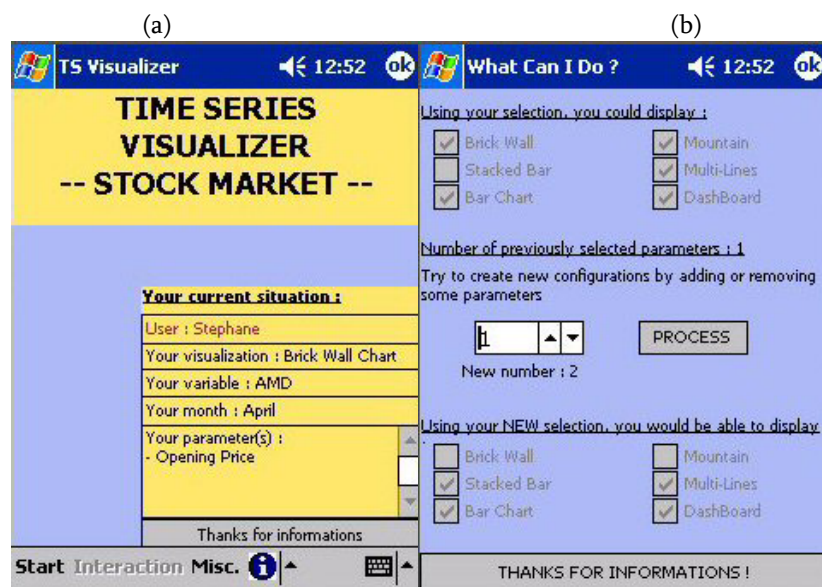 (a)
TS Visualizer
12:52
ok
TIME SERIES
VISUALIZER
-- STOCK MARKET --
Your current situation :
User : Stephane
Your visualization : Brick Wall Chart
Your variable : AMD
Your month : April
Your parameter(s) :
- Opening Price
Thanks for informations
Start Interaction Misc.
(b)
What Can I Do ?
12:52
ok
Using your selection, you could display :
Brick Wall
Mountain
Stacked Bar
Multi-Lines
Bar Chart
DashBoard
Number of previously selected parameters : 1
Try to create new configurations by adding or removing
some parameters
1
PROCESS
New number : 2
Using your NEW selection, you would be able to display
:
Brick Wall
Mountain
Stacked Bar
Multi-Lines
Bar Chart
DashBoard
THANKS FOR INFORMATIONS !